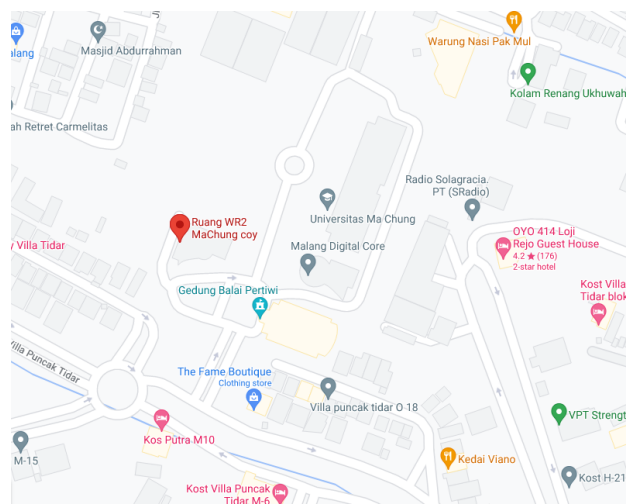 Masjid Abdurrahman
alang
Warung Nasi Pak Mul
Kolam Renang Ukhuwah
ah Retret Carmelitas
Radio Solagracia.
PT (SRadio)
Universitas Ma Chung
Ruang WR2
MaChung coy
OYO 414 Loji
Rejo Guest House
4.2 ★ (176)
2-star hotel
y Villa Tidar
Malang Digital Core
Kost Villa
Tidar blok
Gedung Balai Pertiwi
Villa Puncak Tidar
The Fame Boutique
Clothing store
Villa puncak tidar O 18
VPT Strengt
Kos Putra M10
M-15
Kedai Viano
Kost H-21
Kost Villa Puncak
Tidar M-6